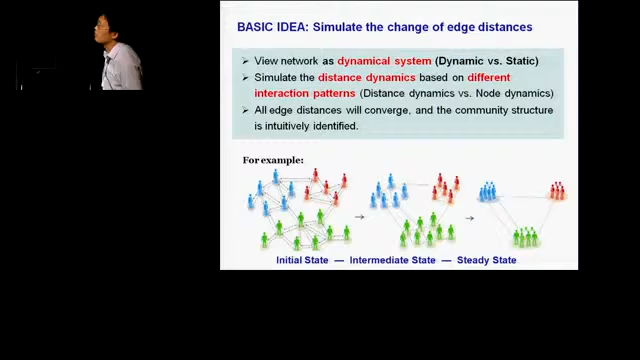 BASIC IDEA: Simulate the change of edge distances
View network as dynamical system (Dynamic vs. Static)
Simulate the distance dynamics based on different
interaction patterns (Distance dynamics vs. Node dynamics)
All edge distances will converge, and the community structure
is intuitively identified.
For example:
Initial State — Intermediate State — Steady State